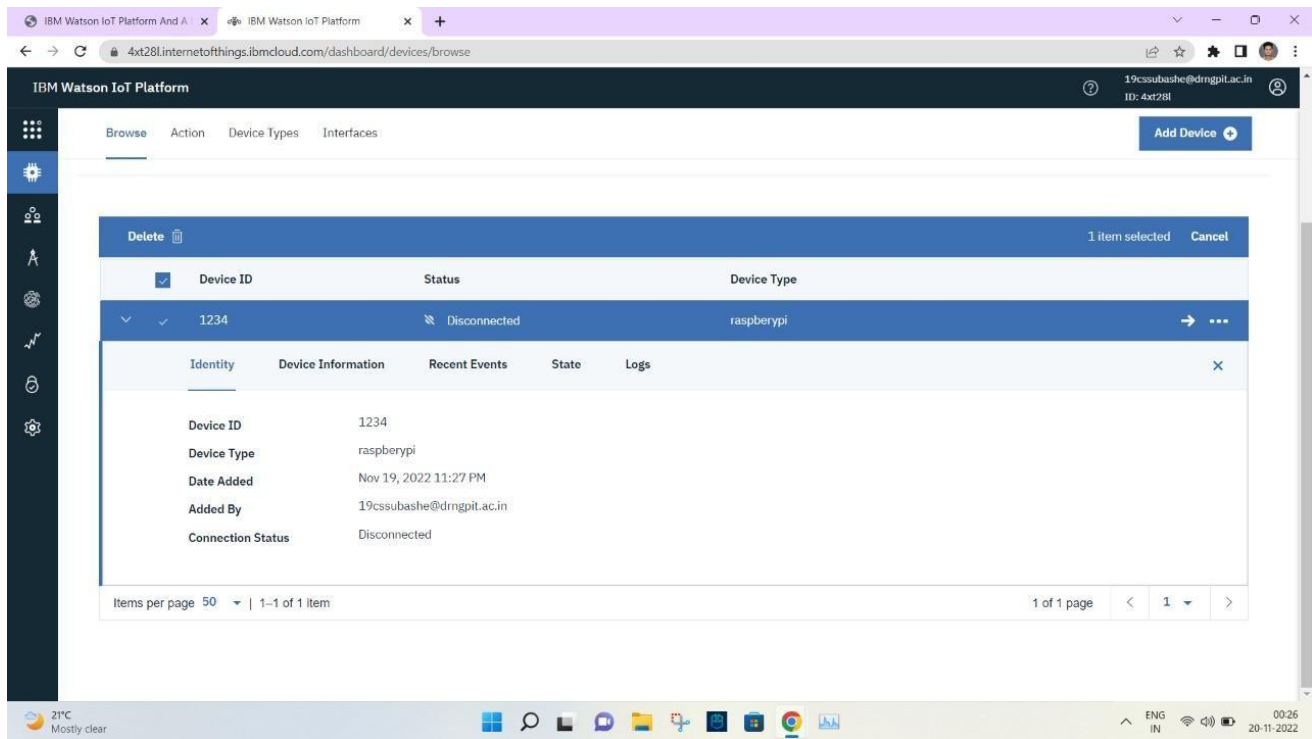 IBM Watson IoT Platform And A
IBM Watson IoT Platform
4xt28l.internetofthings.ibmcloud.com/dashboard/devices/browse
IBM Watson IoT Platform
19cssubashe@drngpit.ac.in
ID: 4xt28l
Browse Action Device Types Interfaces
Add Device
Delete
1 item selected Cancel
Device ID Status Device Type
1234 Disconnected raspberypi
Identity Device Information Recent Events State Logs
Device ID 1234
Device Type raspberypi
Date Added Nov 19, 2022 11:27 PM
Added By 19cssubashe@drngpit.ac.in
Connection Status Disconnected
Items per page 50 | 1–1 of 1 item
1 of 1 page 1
21°C
Mostly clear
ENG
IN
00:26
20-11-2022